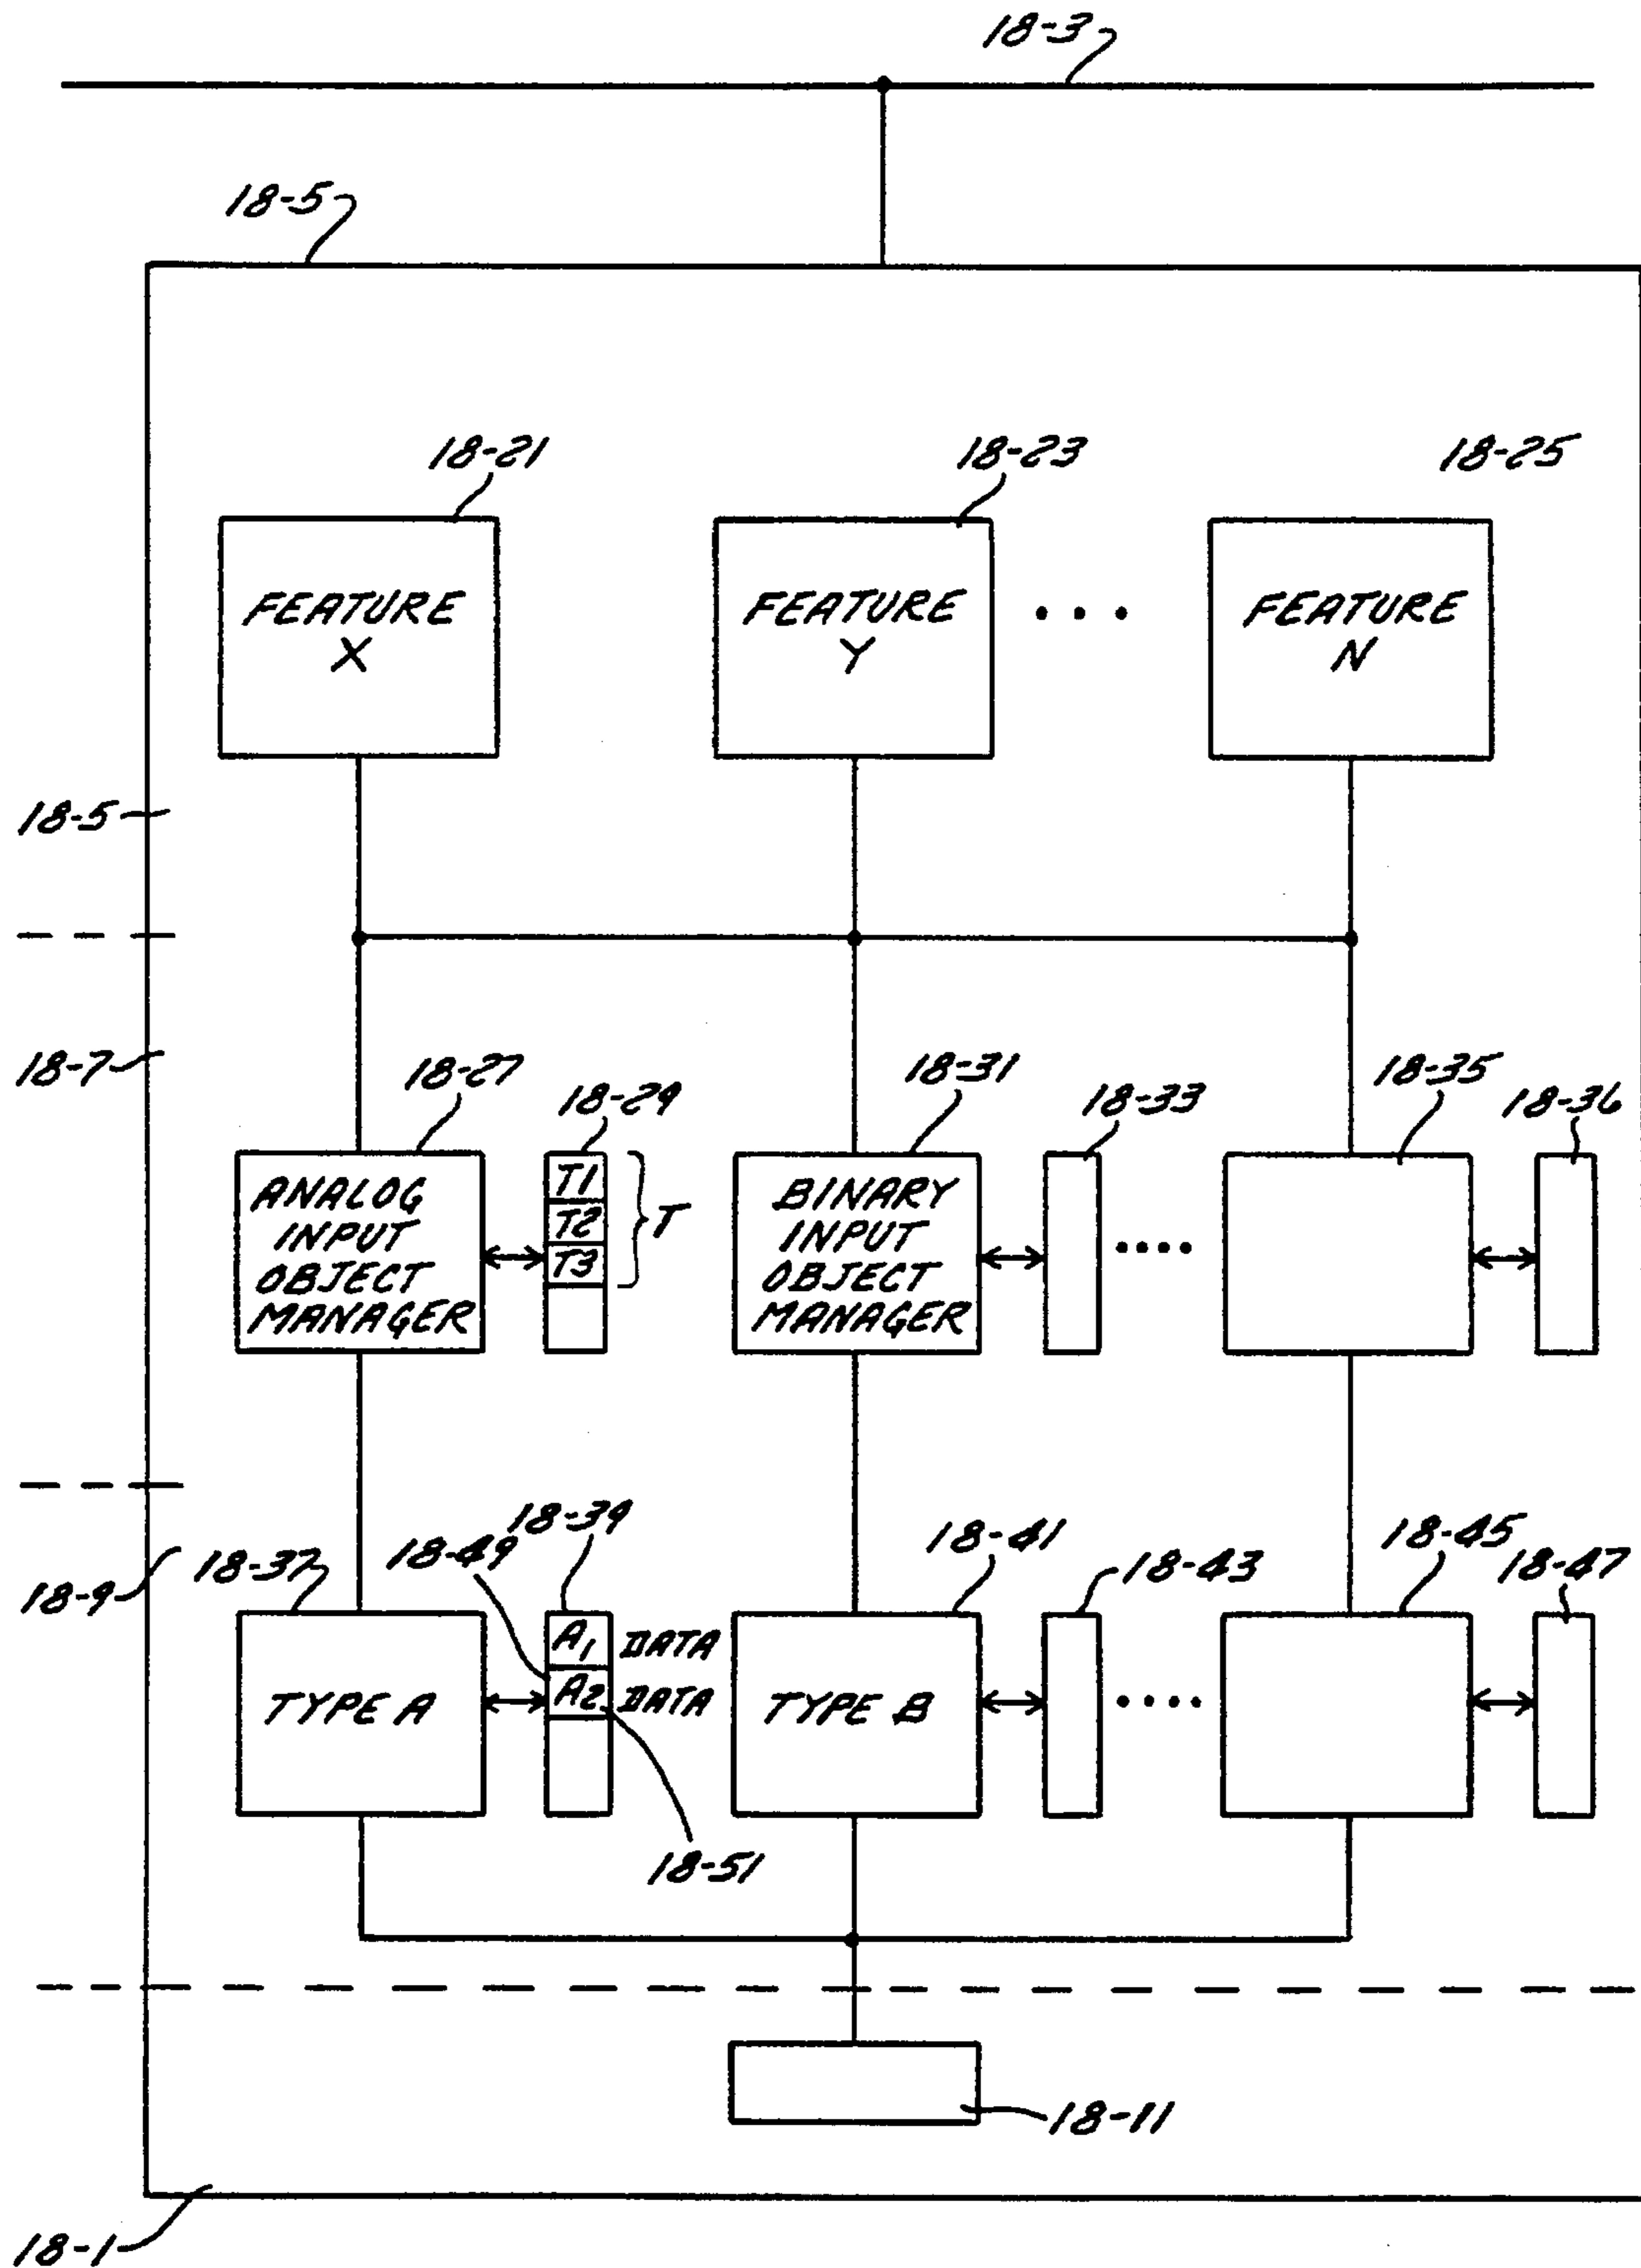 18-3
18-5
18-21
18-23
18-25
FEATURE
X
FEATURE
Y
...
FEATURE
N
18-5
18-7
18-27
18-29
18-31
18-33
18-35
18-36
ANALOG
INPUT
OBJECT
MANAGER
T1
T2
T3
T
BINARY
INPUT
OBJECT
MANAGER
....
18-9
18-37
18-49
18-39
18-41
18-43
18-45
18-47
TYPE A
A1 DATA
A2 DATA
TYPE B
....
18-51
18-11
18-1